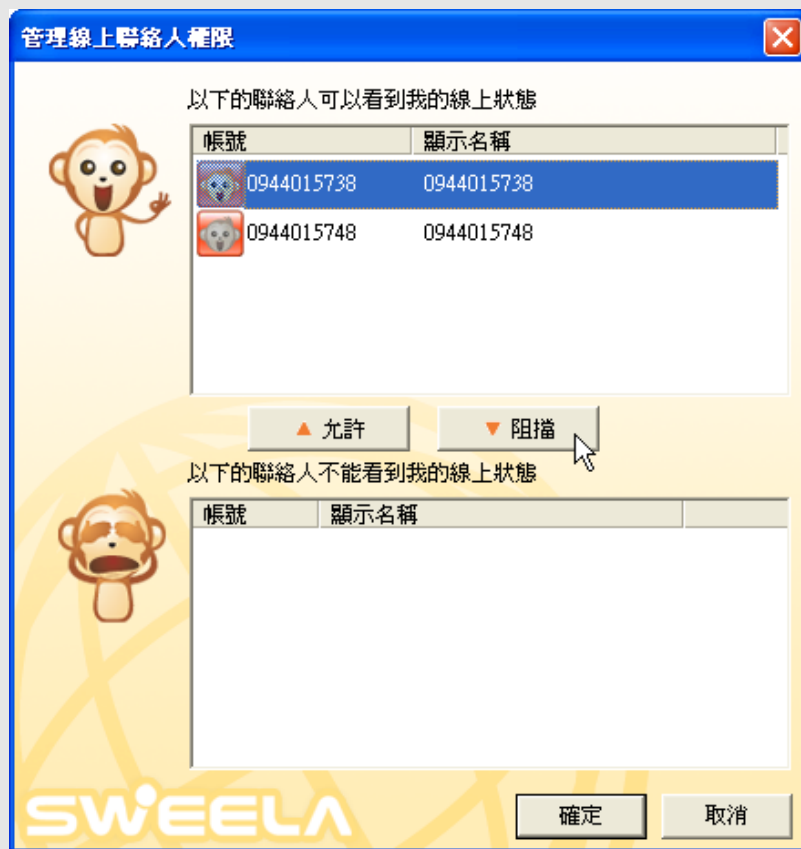 管理線上聯絡人權限
以下的聯絡人可以看到我的線上狀態
帳號 顯示名稱
0944015738 0944015738
0944015748 0944015748
允許 阻擋
以下的聯絡人不能看到我的線上狀態
帳號 顯示名稱
SWEELA
確定 取消